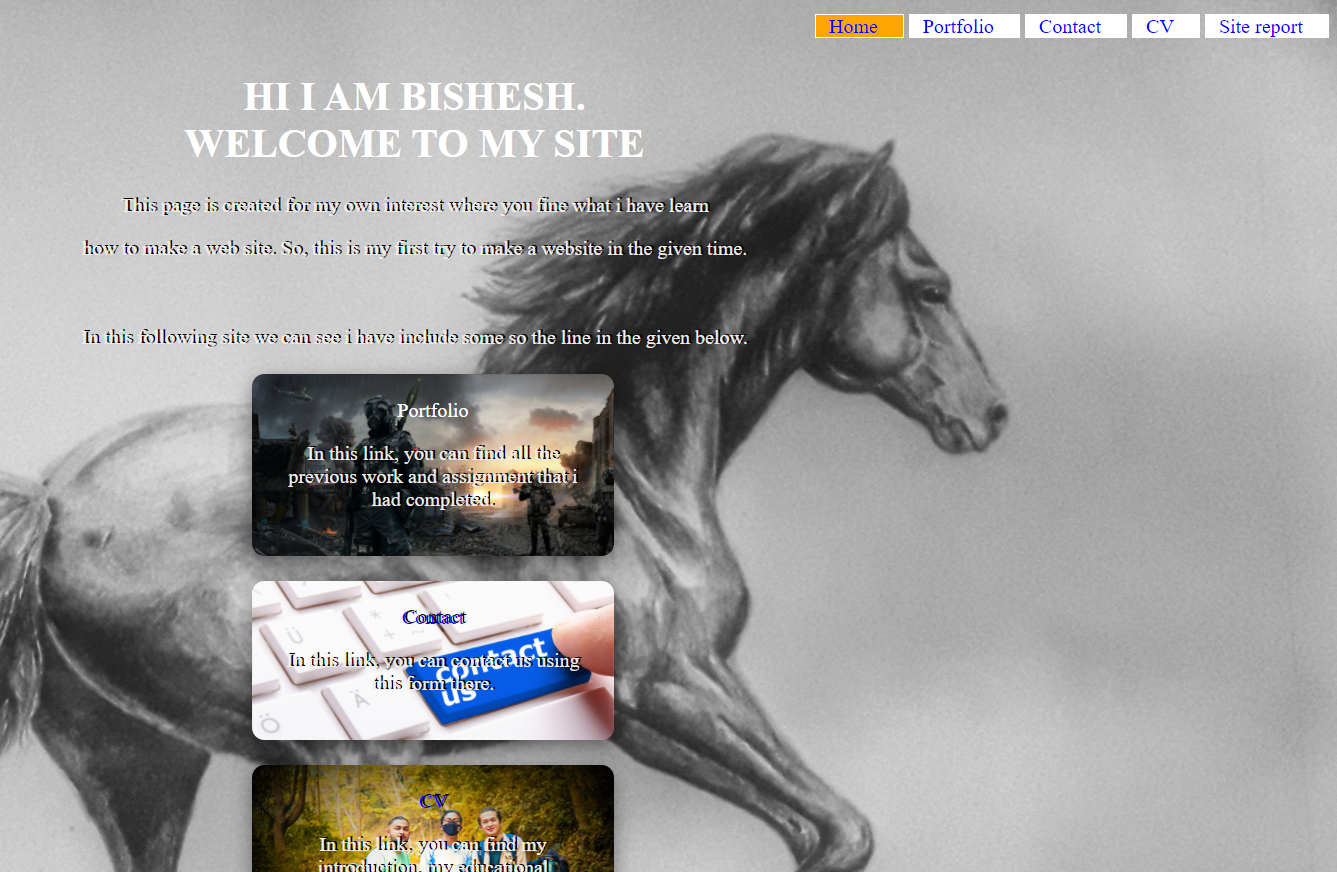 Home Portfolio Contact CV Site report
HI I AM BISHESH.
WELCOME TO MY SITE
This page is created for my own interest where you fine what i have learn
how to make a web site. So, this is my first try to make a website in the given time.
In this following site we can see i have include some so the line in the given below.
Portfolio
In this link, you can find all the
previous work and assignment that i
had completed.
Contact
In this link, you can contact us using
this form there.
contact
us
Ü
*
+ ~
Ä
Ö
CV
In this link, you can find my
introduction, my educational